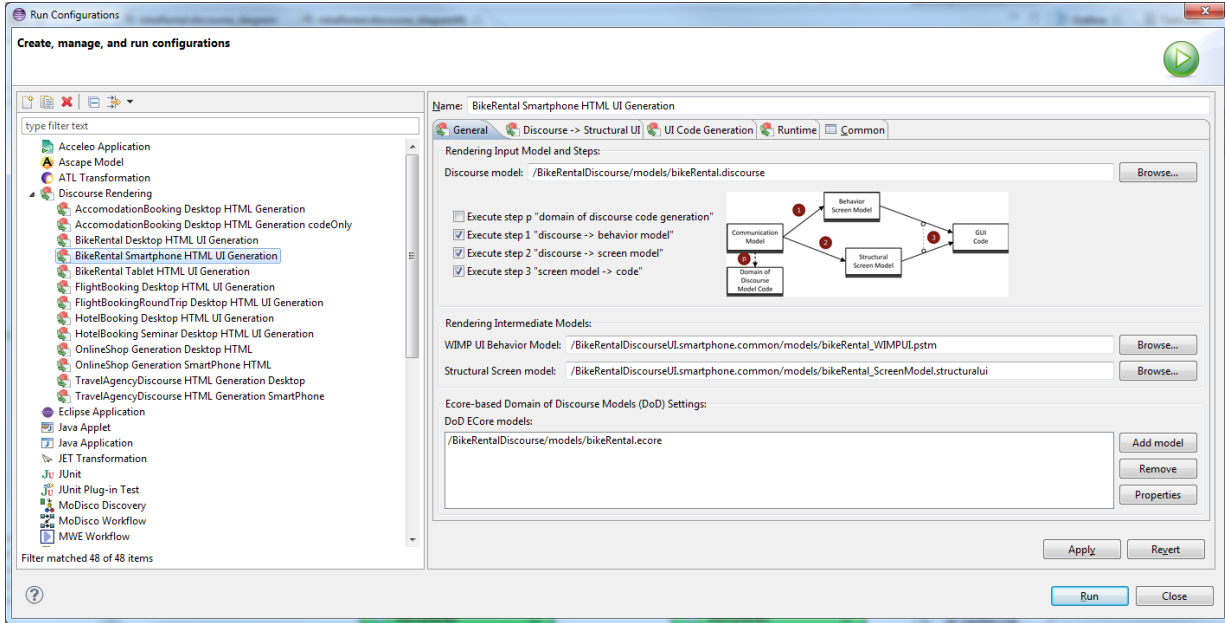 Run Configurations
Create, manage, and run configurations
type filter text
Acceleo Application
Ascape Model
ATL Transformation
Discourse Rendering
AccomodationBooking Desktop HTML Generation
AccomodationBooking Desktop HTML Generation codeOnly
BikeRental Desktop HTML UI Generation
BikeRental Smartphone HTML UI Generation
BikeRental Tablet HTML UI Generation
FlightBooking Desktop HTML UI Generation
FlightBookingRoundTrip Desktop HTML UI Generation
HotelBooking Desktop HTML UI Generation
HotelBooking Seminar Desktop HTML UI Generation
OnlineShop Generation Desktop HTML
OnlineShop Generation SmartPhone HTML
TravelAgencyDiscourse HTML Generation Desktop
TravelAgencyDiscourse HTML Generation SmartPhone
Eclipse Application
Java Applet
Java Application
JET Transformation
JUnit
JUnit Plug-in Test
MoDisco Discovery
MoDisco Workflow
MWE Workflow
Filter matched 48 of 48 items
Name: BikeRental Smartphone HTML UI Generation
General Discourse -> Structural UI UI Code Generation Runtime Common
Rendering Input Model and Steps:
Discourse model: /BikeRentalDiscourse/models/bikeRental.discourse Browse...
Execute step p "domain of discourse code generation"
Execute step 1 "discourse -> behavior model"
Execute step 2 "discourse -> screen model"
Execute step 3 "screen model -> code"
Behavior
Screen Model
1
Communication
Model
2
3
GUI
Code
Structural
Screen Model
p
Domain of
Discourse
Model Code
Rendering Intermediate Models:
WIMP UI Behavior Model: /BikeRentalDiscourseUI.smartphone.common/models/bikeRental_WIMPUI.pstm Browse...
Structural Screen model: /BikeRentalDiscourseUI.smartphone.common/models/bikeRental_ScreenModel.structuralui Browse...
Ecore-based Domain of Discourse Models (DoD) Settings:
DoD ECore models:
/BikeRentalDiscourse/models/bikeRental.ecore
Add model
Remove
Properties
Apply Revert
Run Close